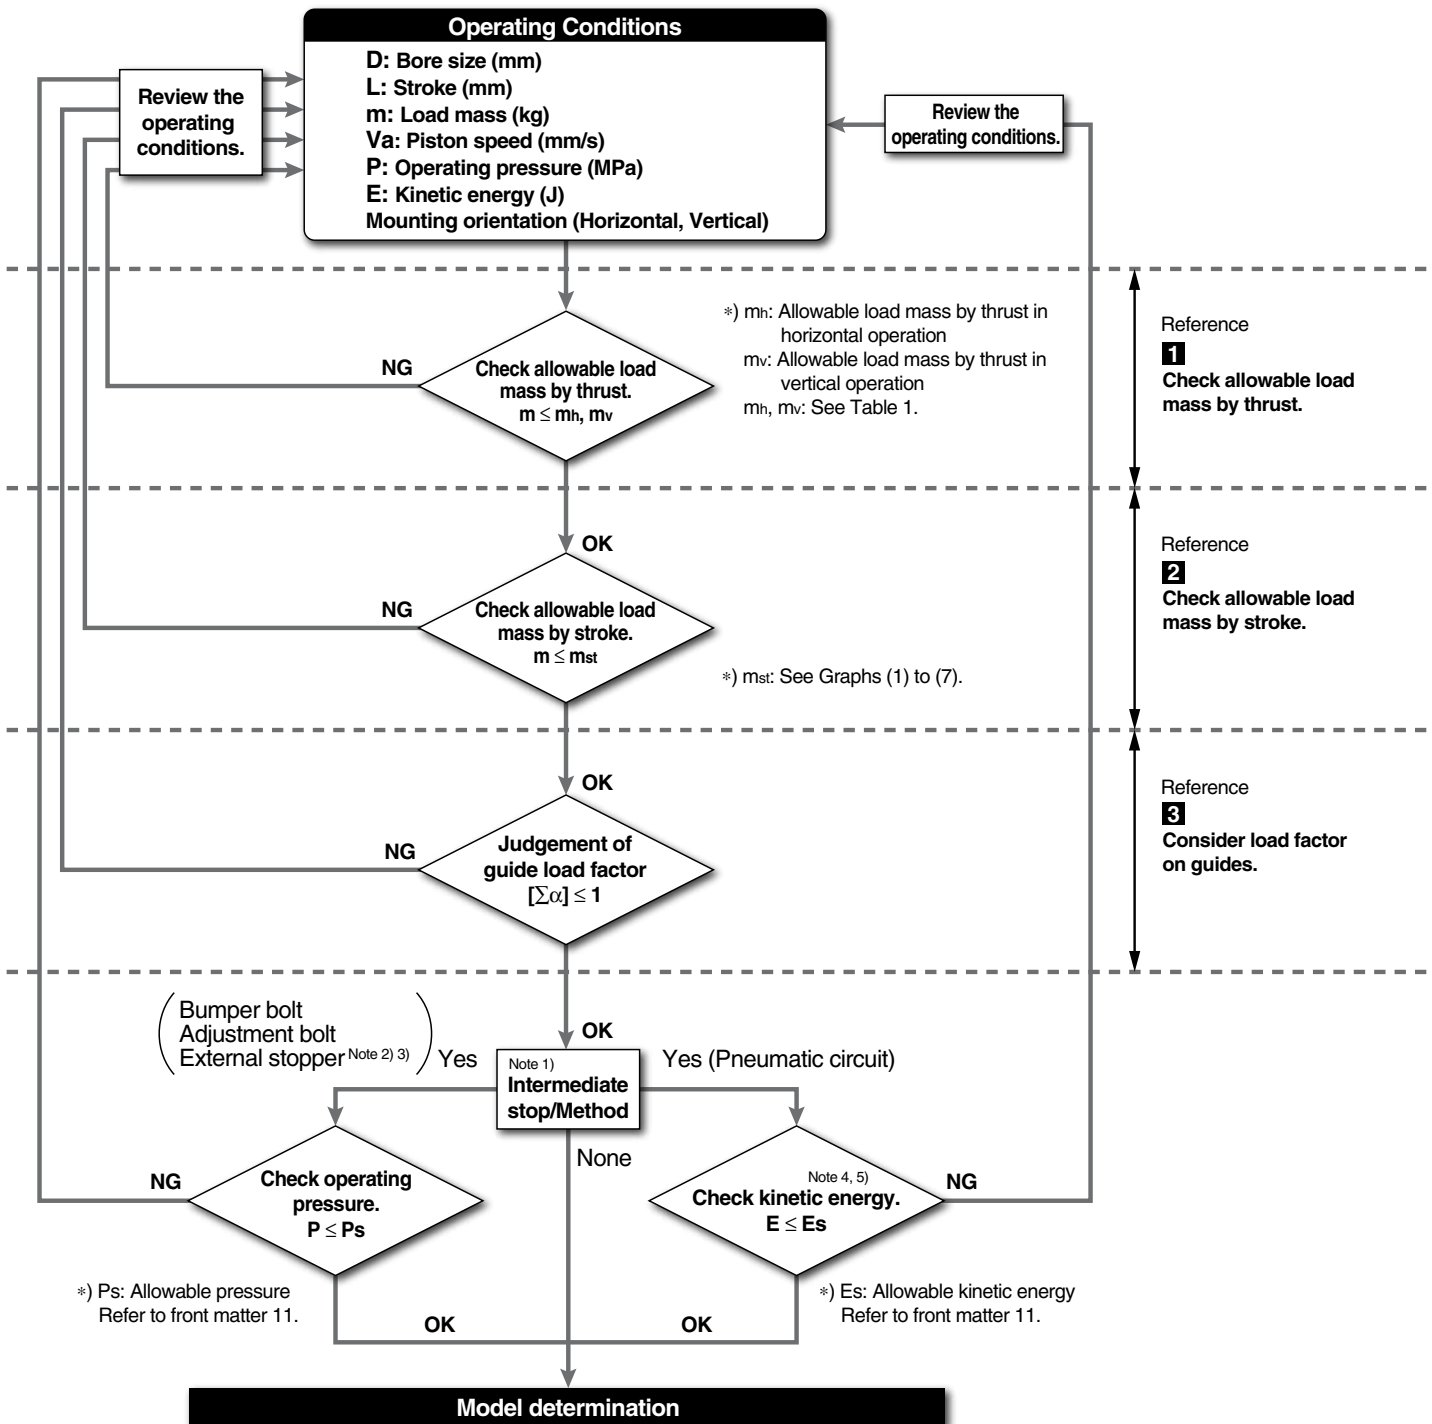 Operating Conditions
D: Bore size (mm)
L: Stroke (mm)
m: Load mass (kg)
Va: Piston speed (mm/s)
P: Operating pressure (MPa)
E: Kinetic energy (J)
Mounting orientation (Horizontal, Vertical)
Review the
operating
conditions.
Review the
operating conditions.
NG
Check allowable load
mass by thrust.
m ≤ mh, mv
*) mh: Allowable load mass by thrust in
horizontal operation
mv: Allowable load mass by thrust in
vertical operation
mh, mv: See Table 1.
Reference
1
Check allowable load
mass by thrust.
OK
NG
Check allowable load
mass by stroke.
m ≤ mst
*) mst: See Graphs (1) to (7).
Reference
2
Check allowable load
mass by stroke.
OK
NG
Judgement of
guide load factor
[∑α] ≤ 1
Reference
3
Consider load factor
on guides.
OK
Bumper bolt
Adjustment bolt
External stopper Note 2) 3)
Yes
Note 1)
Intermediate
stop/Method
Yes (Pneumatic circuit)
None
NG
Check operating
pressure.
P ≤ Ps
Note 4, 5)
Check kinetic energy.
E ≤ Es
NG
*) Ps: Allowable pressure
Refer to front matter 11.
*) Es: Allowable kinetic energy
Refer to front matter 11.
OK
OK
Model determination